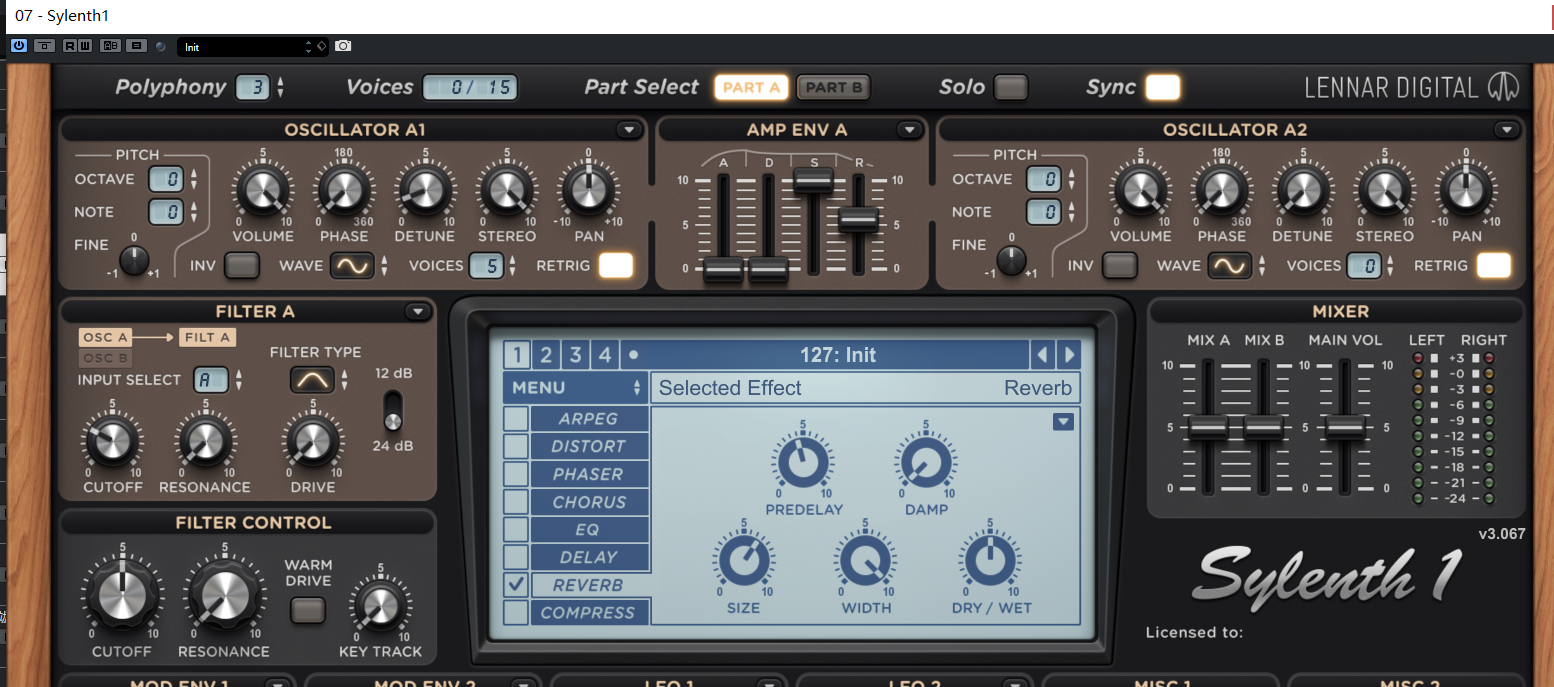 07 - Sylenth1
R W AB Init
Polyphony 3 Voices 0/ 15 Part Select PART A PART B Solo Sync LENNAR DIGITAL
OSCILLATOR A1
PITCH
OCTAVE 0
NOTE 0
FINE 0 -1 +1
5 0 10 VOLUME
180 0 360 PHASE
5 0 10 DETUNE
5 0 10 STEREO
0 -10 +10 PAN
INV WAVE VOICES 5 RETRIG
AMP ENV A
A D S R
10 10
5 5
0 0
OSCILLATOR A2
PITCH
OCTAVE 0
NOTE 0
FINE 0 -1 +1
5 0 10 VOLUME
180 0 360 PHASE
5 0 10 DETUNE
5 0 10 STEREO
0 -10 +10 PAN
INV WAVE VOICES 0 RETRIG
FILTER A
OSC A FILT A
OSC B
INPUT SELECT A
FILTER TYPE
12 dB
24 dB
5 0 10 CUTOFF
5 0 10 RESONANCE
5 0 10 DRIVE
FILTER CONTROL
5 0 10 CUTOFF
5 0 10 RESONANCE
WARM
DRIVE
5 0 10 KEY TRACK
1 2 3 4 127: Init
MENU Selected Effect Reverb
ARPEG
DISTORT
PHASER
CHORUS
EQ
DELAY
REVERB
COMPRESS
5 0 10 PREDELAY
5 0 10 DAMP
5 0 10 SIZE
5 0 10 WIDTH
5 0 10 DRY / WET
MIXER
MIX A MIX B MAIN VOL LEFT RIGHT
10 10 10
5 5 5
0 0 0
+3
-0
-3
-6
-9
-12
-15
-18
-21
-24
v3.067
Sylenth 1
Licensed to:
MOD ENV 1 MOD ENV 2 LFO 1 LFO 2 MISC 1 MISC 2